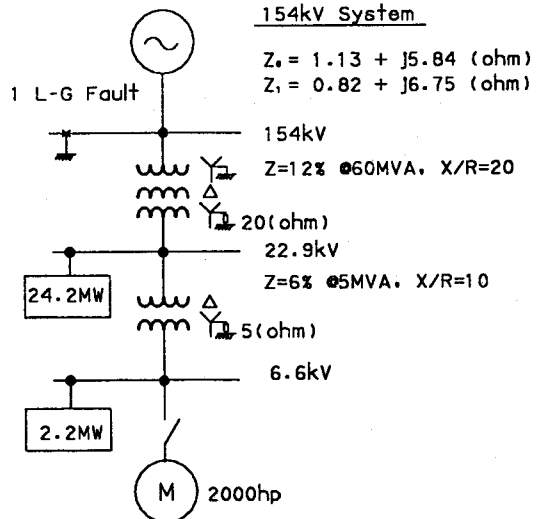 154kV System
Z₀ = 1.13 + j5.84 (ohm)
Z₁ = 0.82 + j6.75 (ohm)
1 L-G Fault
154kV
Z=12% @60MVA. X/R=20
20(ohm)
22.9kV
24.2MW
Z=6% @5MVA. X/R=10
5(ohm)
6.6kV
2.2MW
M
2000hp